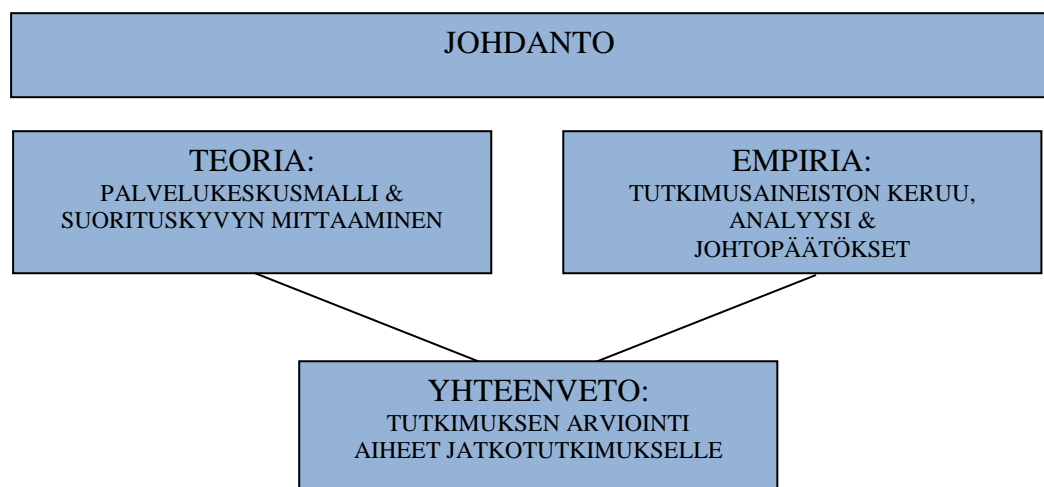 JOHDANTO
TEORIA:
PALVELUKESKUSMALLI &
SUORITUSKYVYN MITTAAMINEN
EMPIRIA:
TUTKIMUSAINEISTON KERUU,
ANALYYSI &
JOHTOPÄÄTÖKSET
YHTEENVETO:
TUTKIMUKSEN ARVIOINTI
AIHEET JATKOTUTKIMUKSELLE